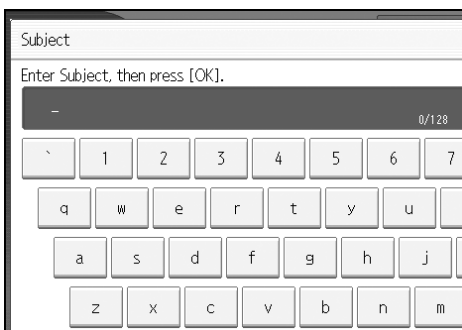 Subject
Enter Subject, then press [OK].
_
0/128
` 1 2 3 4 5 6 7
q w e r t y u
a s d f g h j
z x c v b n m